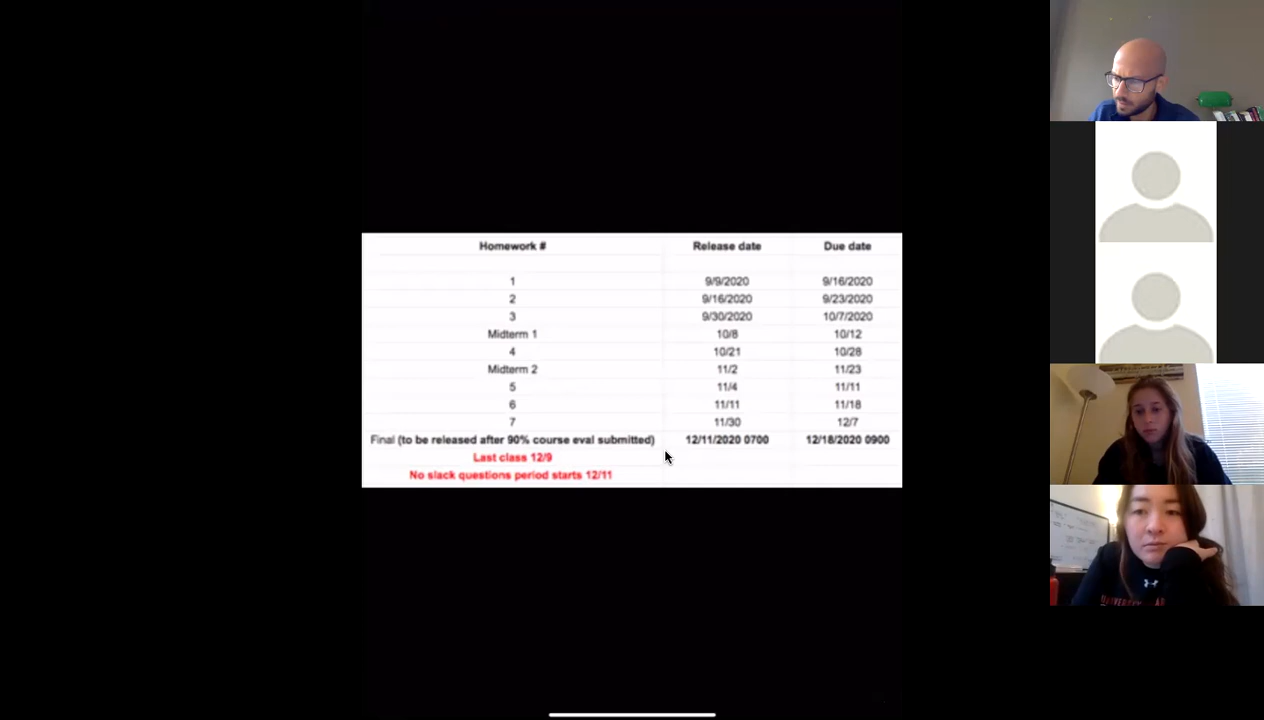 Homework # Release date Due date
1 9/9/2020 9/16/2020
2 9/16/2020 9/23/2020
3 9/30/2020 10/7/2020
Midterm 1 10/8 10/12
4 10/21 10/28
Midterm 2 11/2 11/23
5 11/4 11/11
6 11/11 11/18
7 11/30 12/7
Final (to be released after 90% course eval submitted) 12/11/2020 0700 12/18/2020 0900
Last class 12/9
No slack questions period starts 12/11